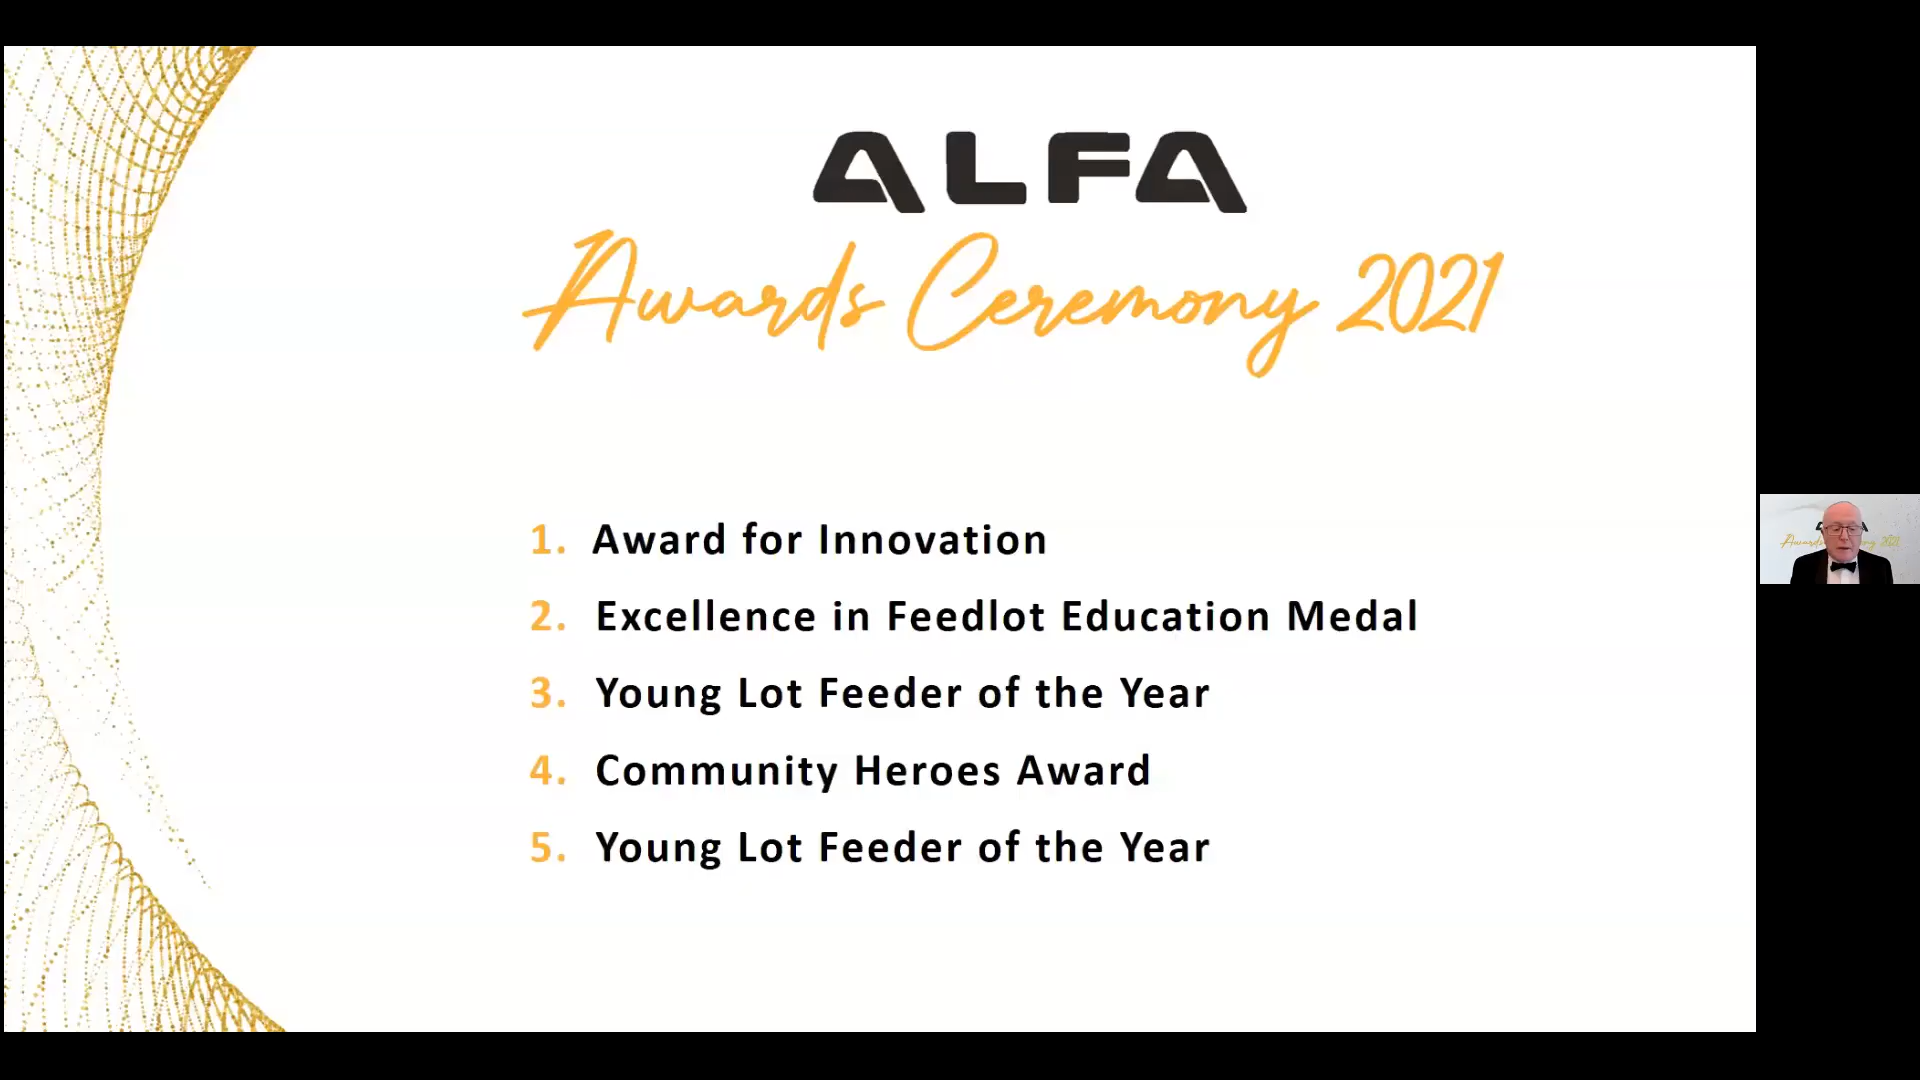 ALFA
Awards Ceremony 2021
1. Award for Innovation
2. Excellence in Feedlot Education Medal
3. Young Lot Feeder of the Year
4. Community Heroes Award
5. Young Lot Feeder of the Year